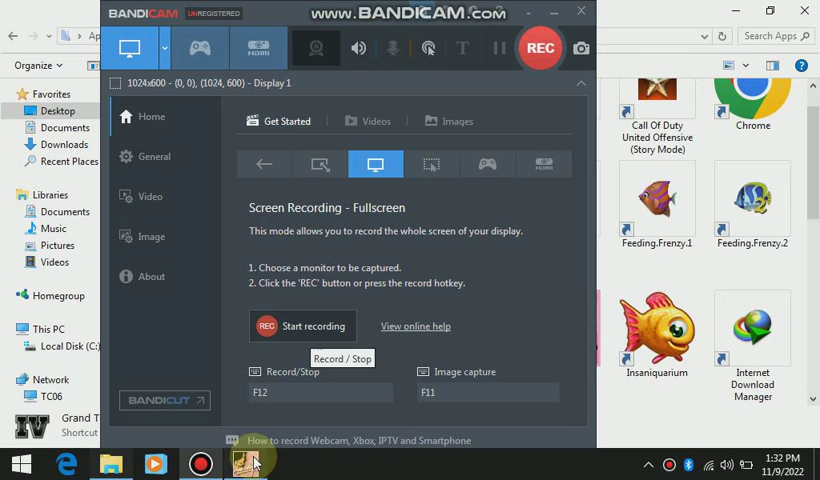 BANDICAM UNREGISTERED
www.BANDICAM.com
HDMI
T
REC
1024x600 - (0, 0), (1024, 600) - Display 1
Home
General
Video
Image
About
BANDICUT
Get Started
Videos
Images
HDMI
Screen Recording - Fullscreen
This mode allows you to record the whole screen of your display.
1. Choose a monitor to be captured.
2. Click the 'REC' button or press the record hotkey.
REC Start recording
View online help
Record / Stop
Record/Stop
F12
Image capture
F11
How to record Webcam, Xbox, IPTV and Smartphone
Organize
Favorites
Desktop
Documents
Downloads
Recent Places
Libraries
Documents
Music
Pictures
Videos
Homegroup
This PC
Local Disk (C:)
Network
TC06
IV
Grand T
Shortcut
Search Apps
Call Of Duty
United Offensive
(Story Mode)
Chrome
Feeding.Frenzy.1
Feeding.Frenzy.2
Insaniquarium
Internet
Download
Manager
1:32 PM
11/9/2022